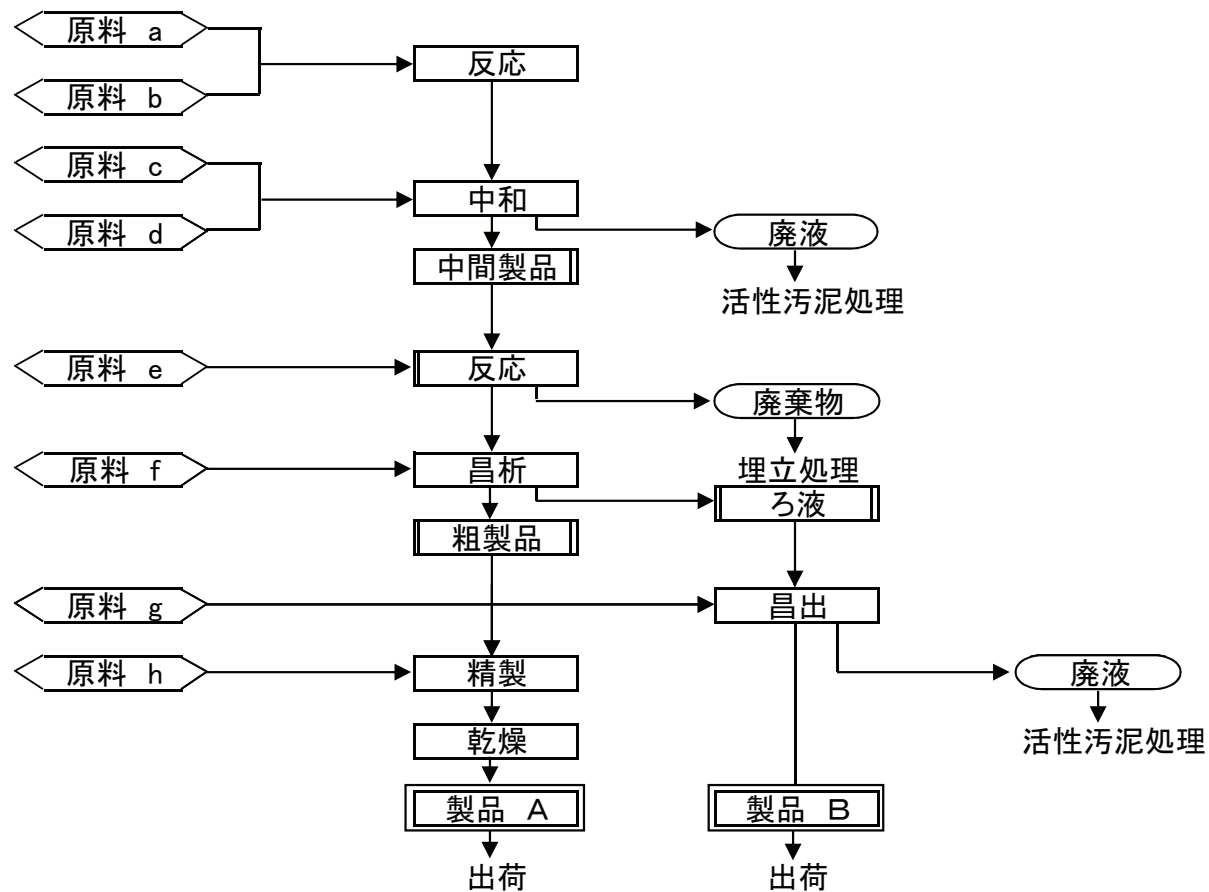 原料 a
反応
原料 b
原料 c
中和
原料 d
廃液
中間製品
活性汚泥処理
原料 e
反応
廃棄物
原料 f
昌析
埋立処理
ろ液
粗製品
原料 g
昌出
原料 h
精製
廃液
乾燥
活性汚泥処理
製品 A
製品 B
出荷
出荷